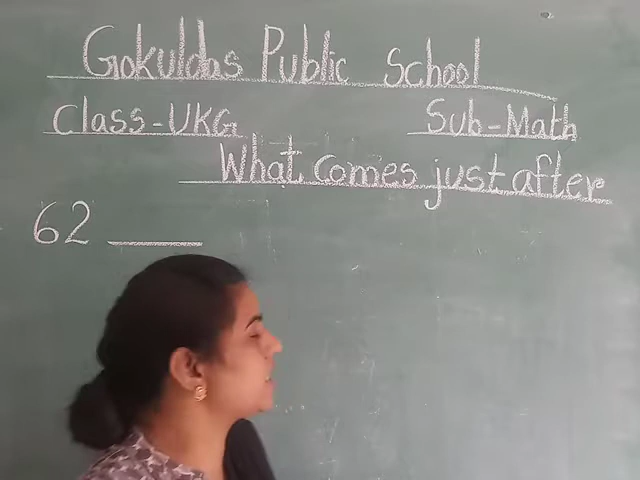 Gokuldas Public School
Class-UKG Sub-Math
What comes just after
62 ____